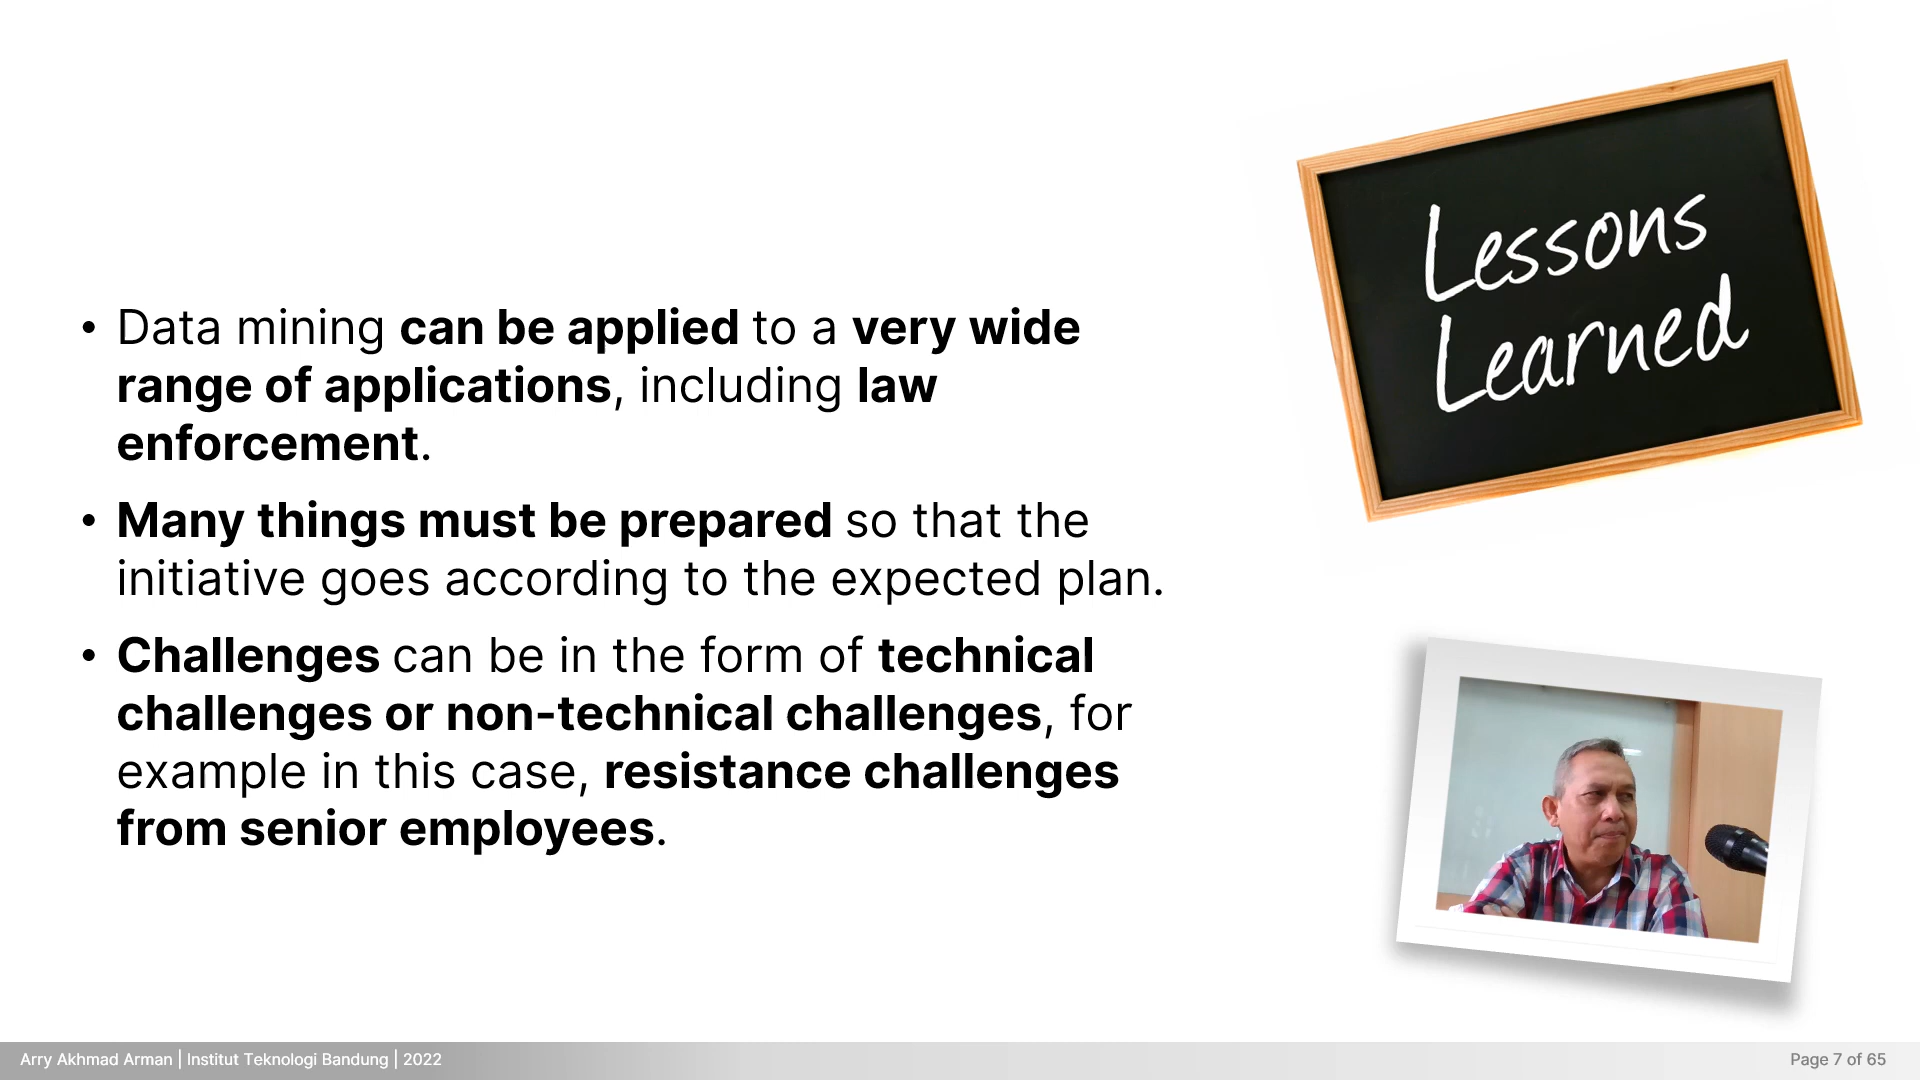 Lessons
Learned
• Data mining can be applied to a very wide
range of applications, including law
enforcement.
• Many things must be prepared so that the
initiative goes according to the expected plan.
• Challenges can be in the form of technical
challenges or non-technical challenges, for
example in this case, resistance challenges
from senior employees.
Arry Akhmad Arman | Institut Teknologi Bandung | 2022
Page 7 of 65